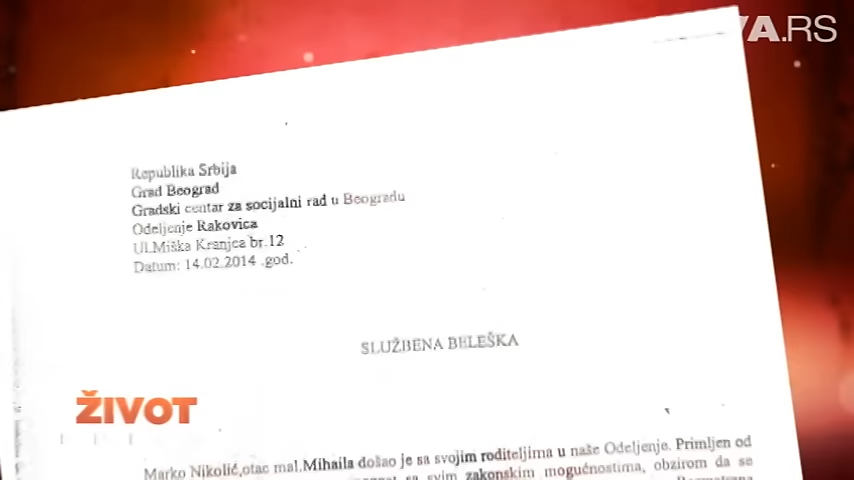 VA.RS
Republika Srbija
Grad Beograd
Gradski centar za socijalni rad u Beogradu
Odeljenje Rakovica
Ul.Miška Kranjca br.12
Datum: 14.02.2014 .god.
SLUŽBENA BELEŠKA
ŽIVOT
Marko Nikolić,otac mal.Mihaila došao je sa svojim roditeljima u naše Odeljenje. Primljen od
sa svim zakonskim mogućnostima, obzirom da se